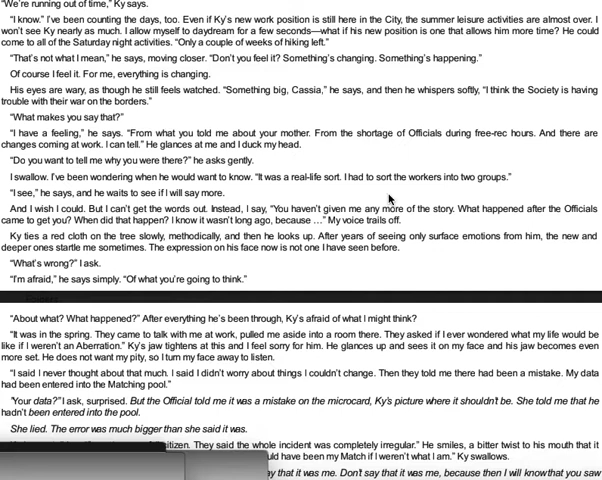 “We’re running out of time,” Ky says.
“I know.” I’ve been counting the days, too. Even if Ky’s new work position is still here in the City, the summer leisure activities are almost over. I
won’t see Ky nearly as much. I allow myself to daydream for a few seconds—what if his new position is one that allows him more time? He could
come to all of the Saturday night activities. “Only a couple of weeks of hiking left.”
“That’s not what I mean,” he says, moving closer. “Don’t you feel it? Something’s changing. Something’s happening.”
Of course I feel it. For me, everything is changing.
His eyes are wary, as though he still feels watched. “Something big, Cassia,” he says, and then he whispers softly, “I think the Society is having
trouble with their war on the borders.”
“What makes you say that?”
“I have a feeling,” he says. “From what you told me about your mother. From the shortage of Officials during free-rec hours. And there are
changes coming at work. I can tell.” He glances at me and I duck my head.
“Do you want to tell me why you were there?” he asks gently.
I swallow. I’ve been wondering when he would want to know. “It was a real-life sort. I had to sort the workers into two groups.”
“I see,” he says, and he waits to see if I will say more.
And I wish I could. But I can’t get the words out. Instead, I say, “You haven’t given me any more of the story. What happened after the Officials
came to get you? When did that happen? I know it wasn’t long ago, because …” My voice trails off.
Ky ties a red cloth on the tree slowly, methodically, and then he looks up. After years of seeing only surface emotions from him, the new and
deeper ones startle me sometimes. The expression on his face now is not one I have seen before.
“What’s wrong?” I ask.
“I’m afraid,” he says simply. “Of what you’re going to think.”
“About what? What happened?” After everything he’s been through, Ky’s afraid of what I might think?
“It was in the spring. They came to talk with me at work, pulled me aside into a room there. They asked if I ever wondered what my life would be
like if I weren’t an Aberration.” Ky’s jaw tightens at this and I feel sorry for him. He glances up and sees it on my face and his jaw becomes even
more set. He does not want my pity, so I turn my face away to listen.
“I said I never thought about that much. I said I didn’t worry about things I couldn’t change. Then they told me there had been a mistake. My data
had been entered into the Matching pool.”
“Your data?” I ask, surprised. But the Official told me it was a mistake on the microcard, Ky’s picture where it shouldn’t be. She told me that he
hadn’t been entered into the pool.
She lied. The error was much bigger than she said it was.
citizen. They said the whole incident was completely irregular.” He smiles, a bitter twist to his mouth that it
have been my Match if I weren’t what I am.” Ky swallows.
that it was me. Don’t say that it was me, because then I will know that you saw